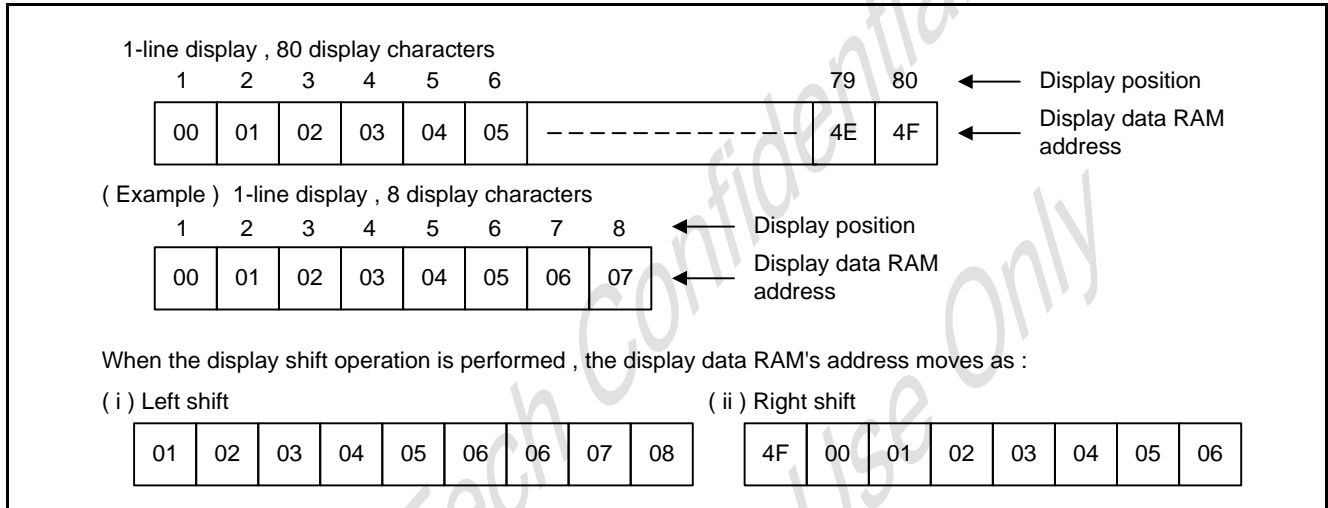 1-line display , 80 display characters
1 2 3 4 5 6 79 80 Display position
00 01 02 03 04 05 4E 4F Display data RAM address
( Example ) 1-line display , 8 display characters
1 2 3 4 5 6 7 8 Display position
00 01 02 03 04 05 06 07 Display data RAM address
When the display shift operation is performed , the display data RAM's address moves as :
( i ) Left shift ( ii ) Right shift
01 02 03 04 05 06 06 07 08 4F 00 01 02 03 04 05 06
Tech Confidential
Use Only